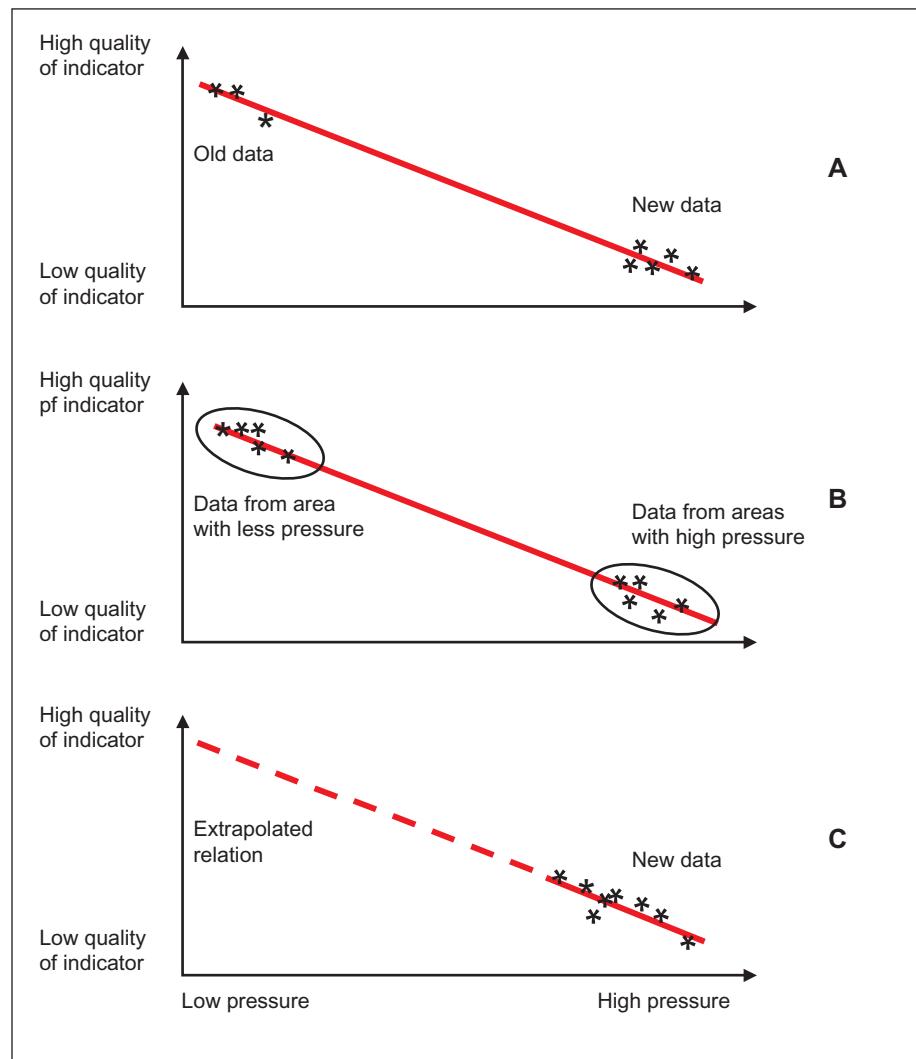 High quality
of indicator
Old data
A
New data
Low quality
of indicator
High quality
pf indicator
Data from area
with less pressure
B
Data from areas
with high pressure
Low quality
of indicator
High quality
of indicator
Extrapolated
relation
C
New data
Low quality
of indicator
Low pressure
High pressure